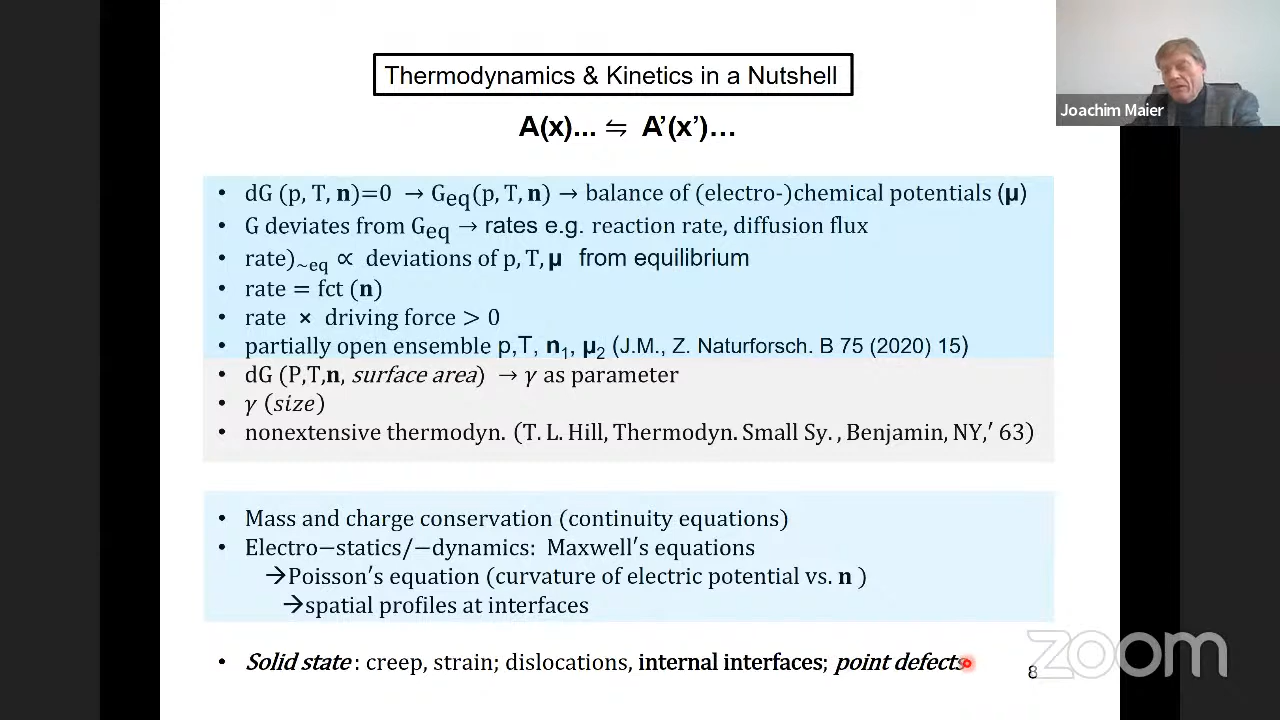 Thermodynamics & Kinetics in a Nutshell
Joachim Maier
A(x)... ⇋ A’(x’)…
• dG (p, T, n)=0 → Geq(p, T, n) → balance of (electro-)chemical potentials (μ)
• G deviates from Geq → rates e.g. reaction rate, diffusion flux
• rate)~eq ∝ deviations of p, T, μ from equilibrium
• rate = fct (n)
• rate × driving force > 0
• partially open ensemble p,T, n1, μ2 (J.M., Z. Naturforsch. B 75 (2020) 15)
• dG (P,T,n, surface area) → γ as parameter
• γ (size)
• nonextensive thermodyn. (T. L. Hill, Thermodyn. Small Sy. , Benjamin, NY,′ 63)
• Mass and charge conservation (continuity equations)
• Electro−statics/−dynamics: Maxwell′s equations
→Poisson′s equation (curvature of electric potential vs. n )
→spatial profiles at interfaces
• Solid state : creep, strain; dislocations, internal interfaces; point defects
8
zoom